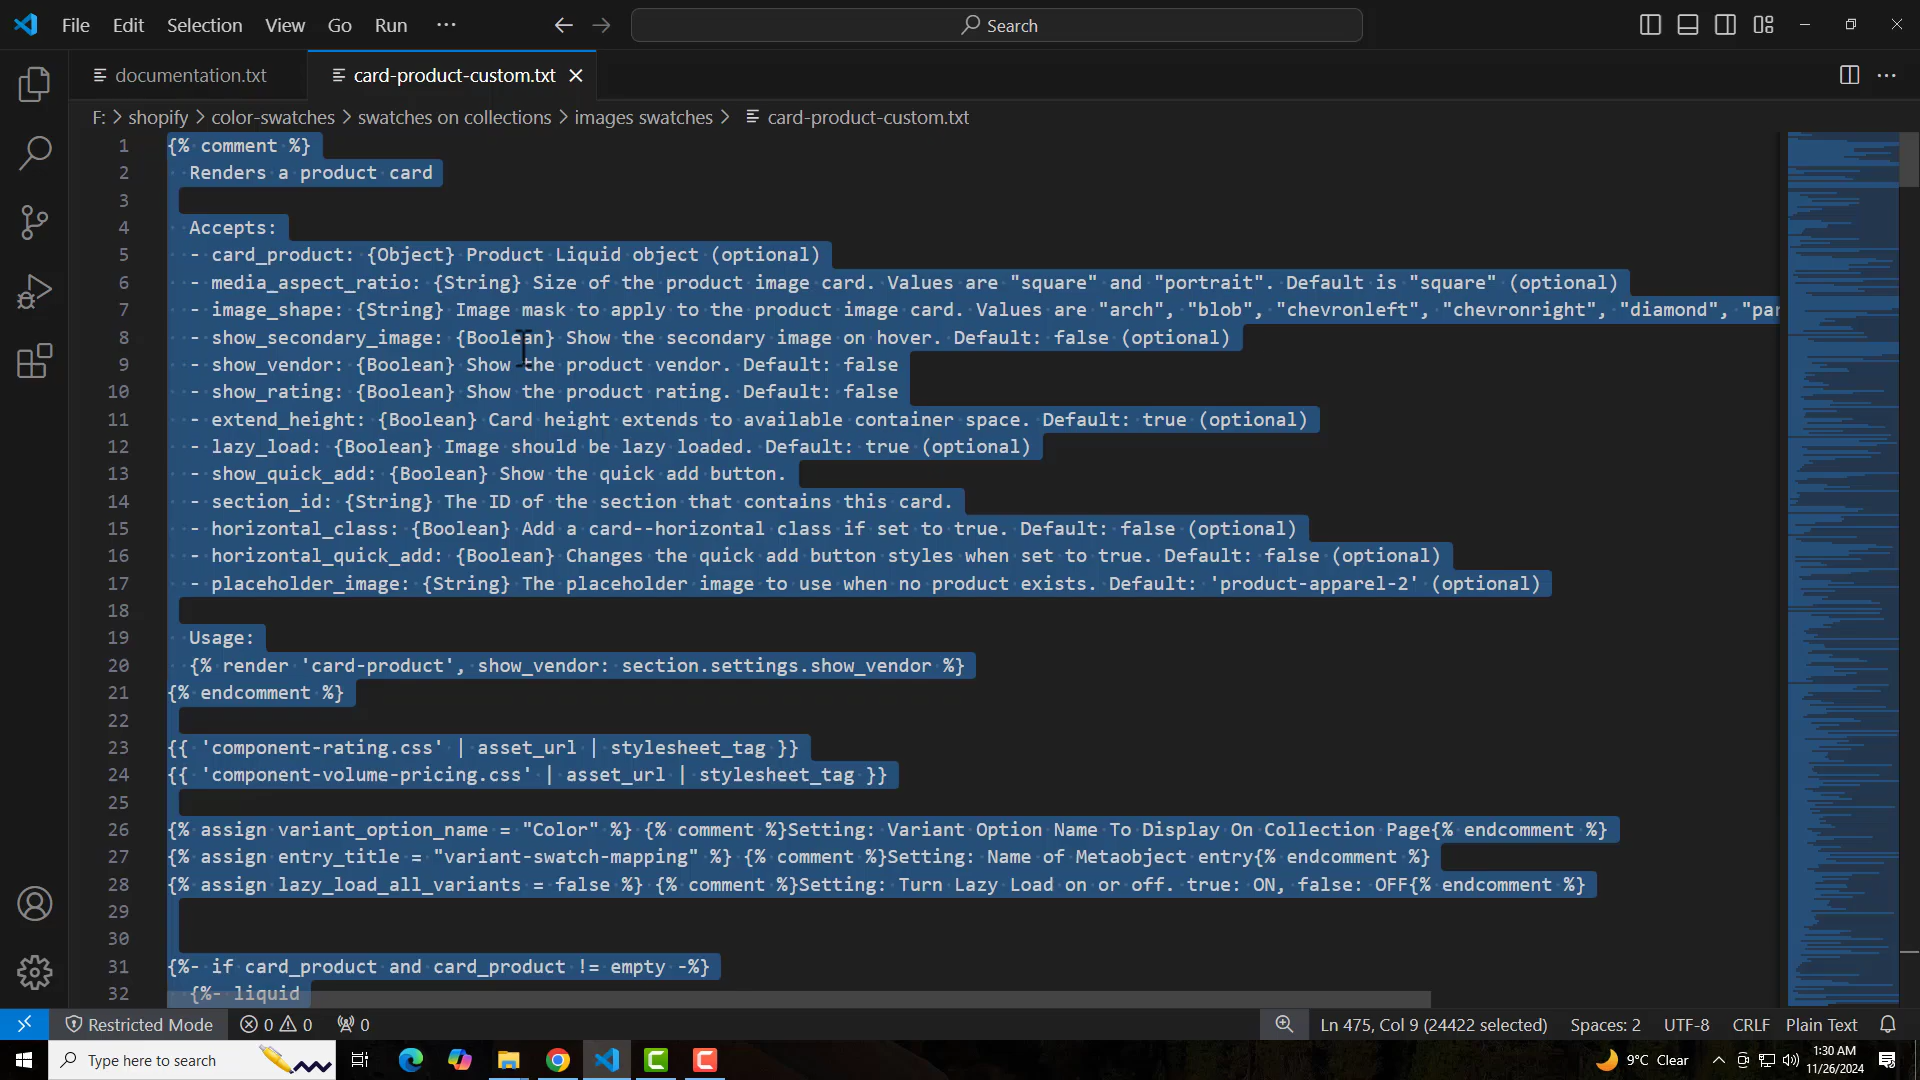 File Edit Selection View Go Run ··· Search
documentation.txt card-product-custom.txt
F: > shopify > color-swatches > swatches on collections > images swatches > card-product-custom.txt
1 {% comment %}
2 Renders a product card
3
4 Accepts:
5 - card_product: {Object} Product Liquid object (optional)
6 - media_aspect_ratio: {String} Size of the product image card. Values are "square" and "portrait". Default is "square" (optional)
7 - image_shape: {String} Image mask to apply to the product image card. Values are "arch", "blob", "chevronleft", "chevronright", "diamond", "par
8 - show_secondary_image: {Boolean} Show the secondary image on hover. Default: false (optional)
9 - show_vendor: {Boolean} Show the product vendor. Default: false
10 - show_rating: {Boolean} Show the product rating. Default: false
11 - extend_height: {Boolean} Card height extends to available container space. Default: true (optional)
12 - lazy_load: {Boolean} Image should be lazy loaded. Default: true (optional)
13 - show_quick_add: {Boolean} Show the quick add button.
14 - section_id: {String} The ID of the section that contains this card.
15 - horizontal_class: {Boolean} Add a card--horizontal class if set to true. Default: false (optional)
16 - horizontal_quick_add: {Boolean} Changes the quick add button styles when set to true. Default: false (optional)
17 - placeholder_image: {String} The placeholder image to use when no product exists. Default: 'product-apparel-2' (optional)
18
19 Usage:
20 {% render 'card-product', show_vendor: section.settings.show_vendor %}
21 {% endcomment %}
22
23 {{ 'component-rating.css' | asset_url | stylesheet_tag }}
24 {{ 'component-volume-pricing.css' | asset_url | stylesheet_tag }}
25
26 {% assign variant_option_name = "Color" %} {% comment %}Setting: Variant Option Name To Display On Collection Page{% endcomment %}
27 {% assign entry_title = "variant-swatch-mapping" %} {% comment %}Setting: Name of Metaobject entry{% endcomment %}
28 {% assign lazy_load_all_variants = false %} {% comment %}Setting: Turn Lazy Load on or off. true: ON, false: OFF{% endcomment %}
29
30
31 {%- if card_product and card_product != empty -%}
32 {%- liquid
Restricted Mode 0 0 0 Ln 475, Col 9 (24422 selected) Spaces: 2 UTF-8 CRLF Plain Text
Type here to search 9°C Clear 1:30 AM
11/26/2024